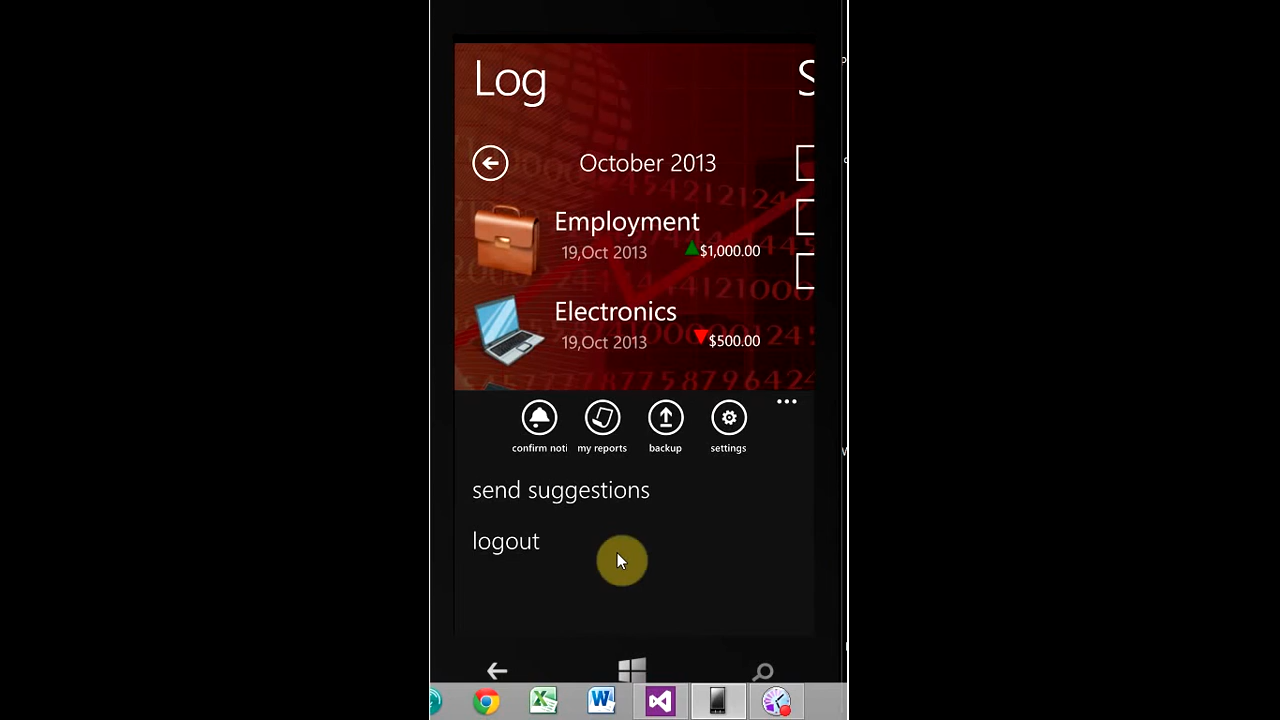 Log
October 2013
Employment
19,Oct 2013 $1,000.00
Electronics
19,Oct 2013 $500.00
confirm noti my reports backup settings
send suggestions
logout